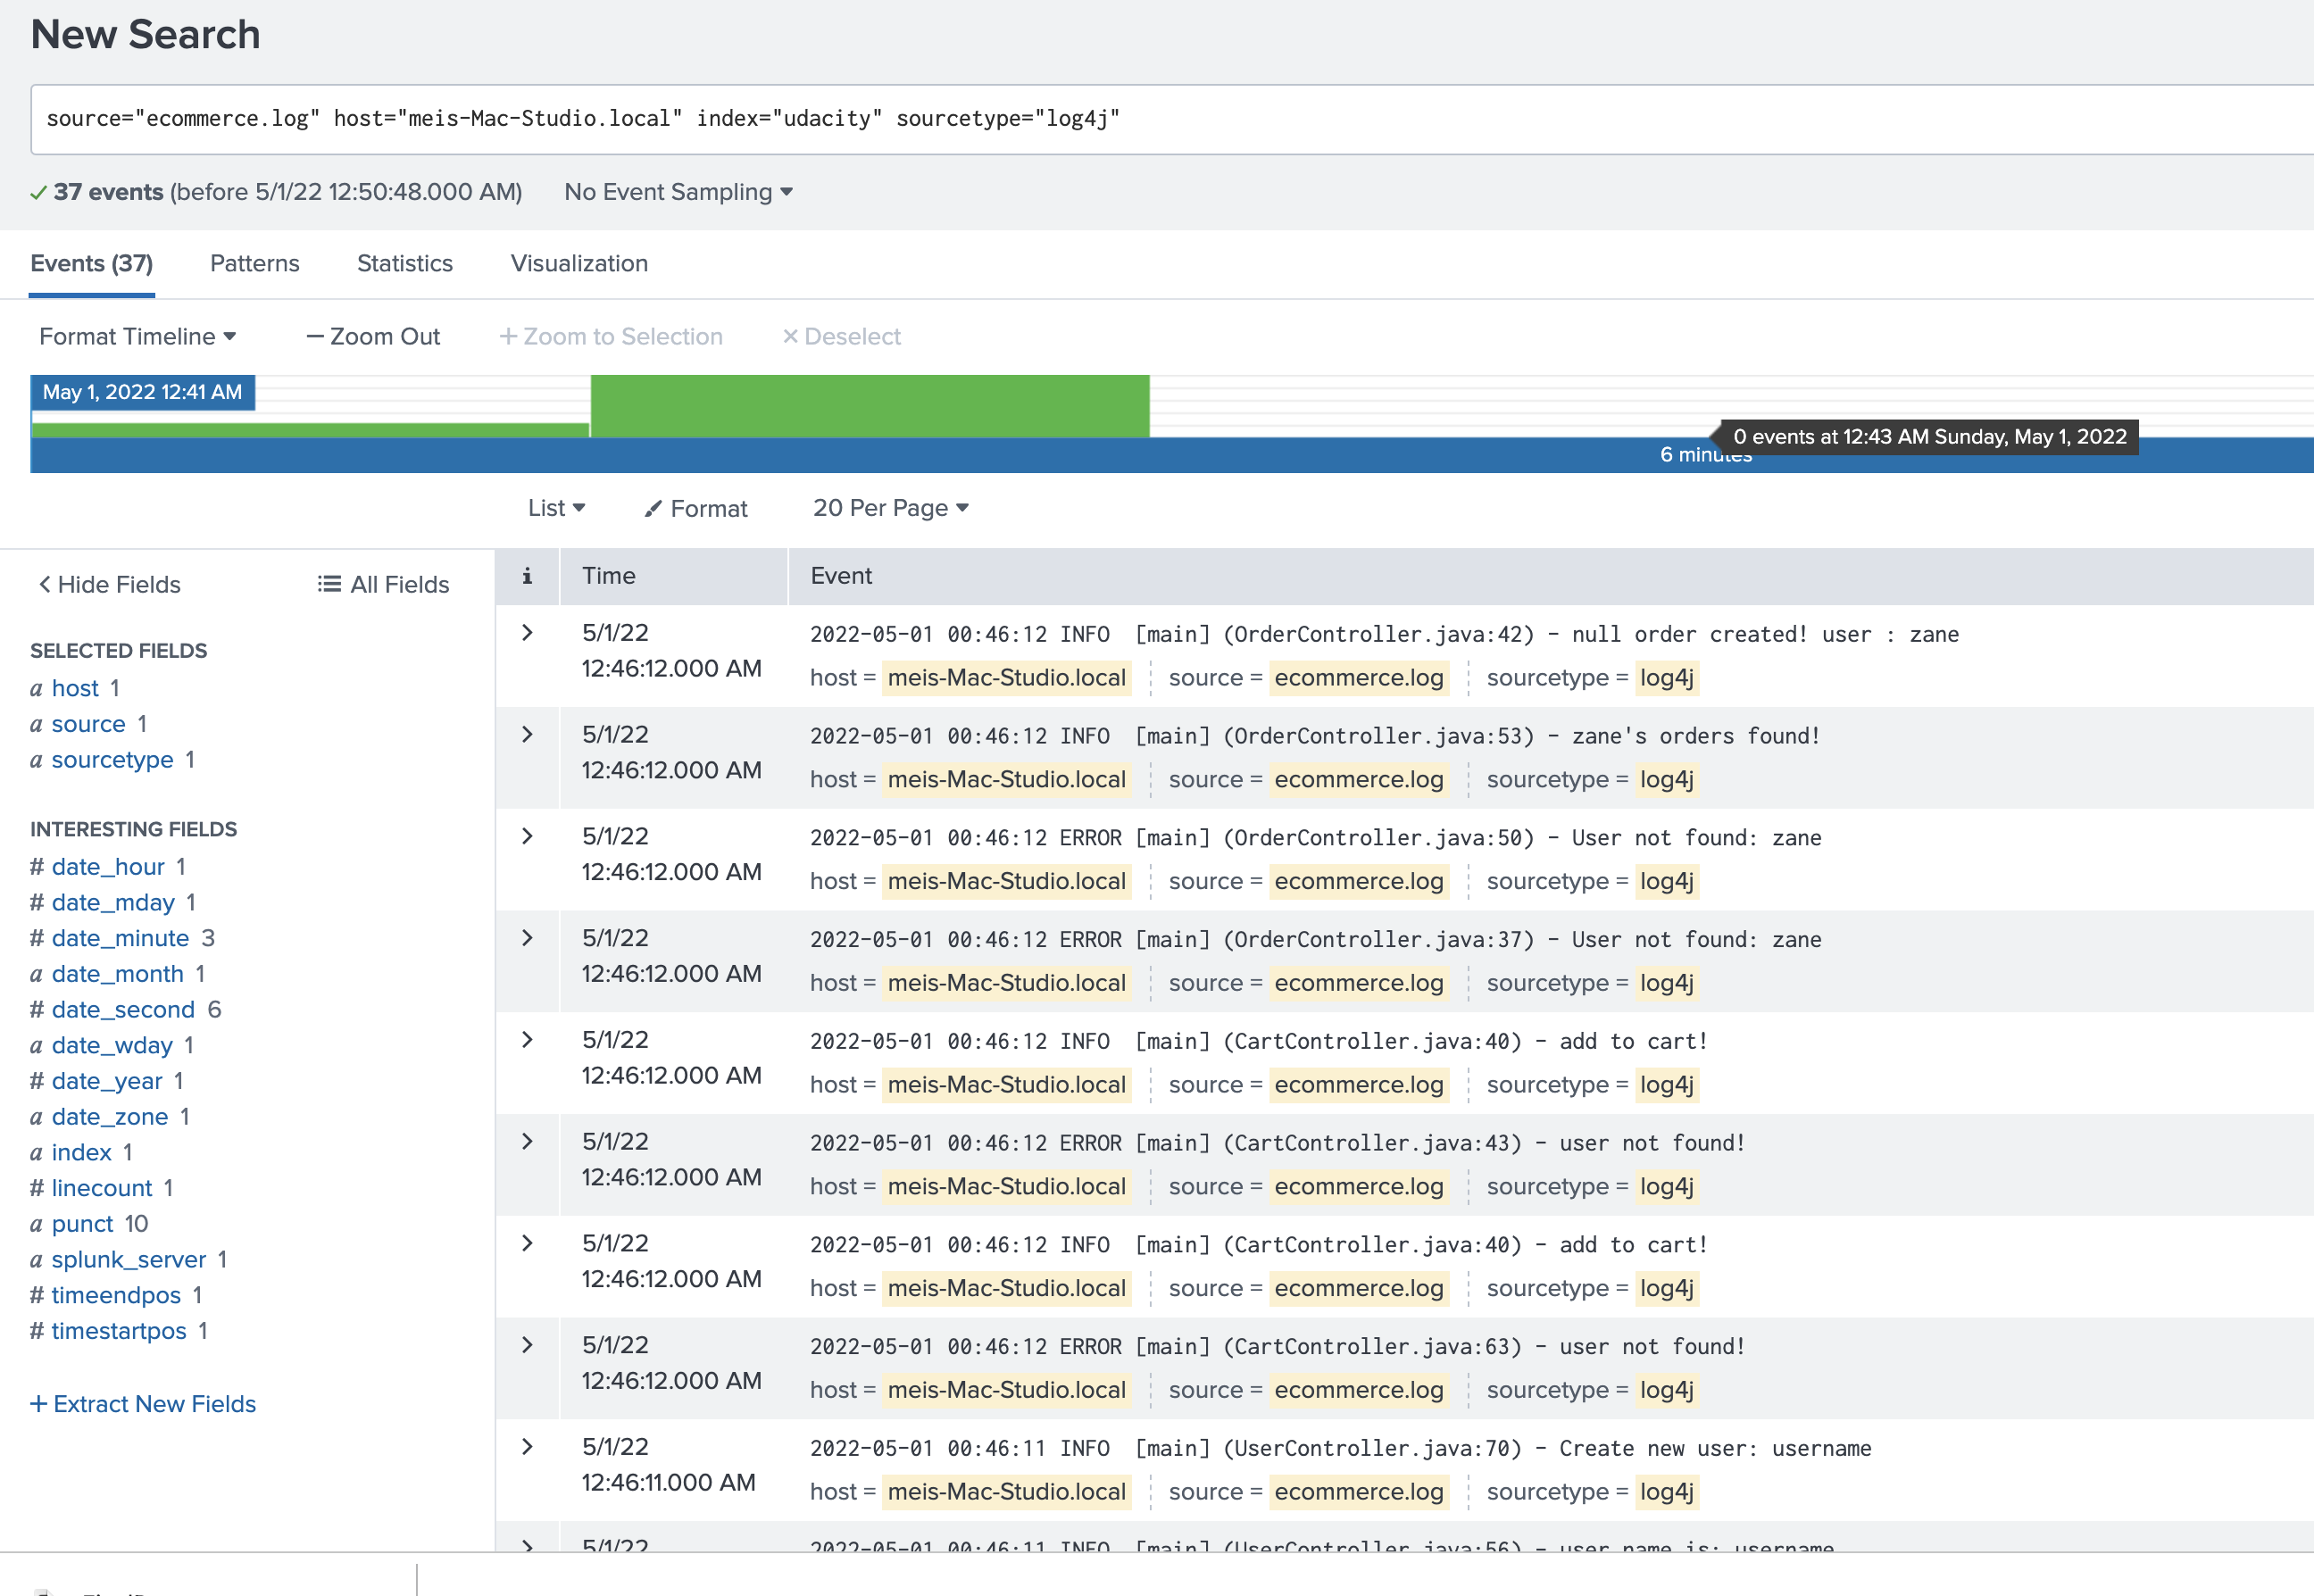 New Search
source="ecommerce.log" host="meis-Mac-Studio.local" index="udacity" sourcetype="log4j"
37 events (before 5/1/22 12:50:48.000 AM) No Event Sampling
Events (37) Patterns Statistics Visualization
Format Timeline — Zoom Out + Zoom to Selection × Deselect
May 1, 2022 12:41 AM
0 events at 12:43 AM Sunday, May 1, 2022
6 minutes
List Format 20 Per Page
Hide Fields All Fields
SELECTED FIELDS
a host 1
a source 1
a sourcetype 1
INTERESTING FIELDS
# date_hour 1
# date_mday 1
# date_minute 3
a date_month 1
# date_second 6
a date_wday 1
# date_year 1
a date_zone 1
a index 1
# linecount 1
a punct 10
a splunk_server 1
# timeendpos 1
# timestartpos 1
+ Extract New Fields
i Time Event
5/1/22 12:46:12.000 AM
2022-05-01 00:46:12 INFO  [main] (OrderController.java:42) - null order created! user : zane
host = meis-Mac-Studio.local source = ecommerce.log sourcetype = log4j
5/1/22 12:46:12.000 AM
2022-05-01 00:46:12 INFO  [main] (OrderController.java:53) - zane's orders found!
host = meis-Mac-Studio.local source = ecommerce.log sourcetype = log4j
5/1/22 12:46:12.000 AM
2022-05-01 00:46:12 ERROR [main] (OrderController.java:50) - User not found: zane
host = meis-Mac-Studio.local source = ecommerce.log sourcetype = log4j
5/1/22 12:46:12.000 AM
2022-05-01 00:46:12 ERROR [main] (OrderController.java:37) - User not found: zane
host = meis-Mac-Studio.local source = ecommerce.log sourcetype = log4j
5/1/22 12:46:12.000 AM
2022-05-01 00:46:12 INFO  [main] (CartController.java:40) - add to cart!
host = meis-Mac-Studio.local source = ecommerce.log sourcetype = log4j
5/1/22 12:46:12.000 AM
2022-05-01 00:46:12 ERROR [main] (CartController.java:43) - user not found!
host = meis-Mac-Studio.local source = ecommerce.log sourcetype = log4j
5/1/22 12:46:12.000 AM
2022-05-01 00:46:12 INFO  [main] (CartController.java:40) - add to cart!
host = meis-Mac-Studio.local source = ecommerce.log sourcetype = log4j
5/1/22 12:46:12.000 AM
2022-05-01 00:46:12 ERROR [main] (CartController.java:63) - user not found!
host = meis-Mac-Studio.local source = ecommerce.log sourcetype = log4j
5/1/22 12:46:11.000 AM
2022-05-01 00:46:11 INFO  [main] (UserController.java:70) - Create new user: username
host = meis-Mac-Studio.local source = ecommerce.log sourcetype = log4j
5/1/22
2022-05-01 00:46:11 INFO  [main] (UserController.java:56) - user name is: username